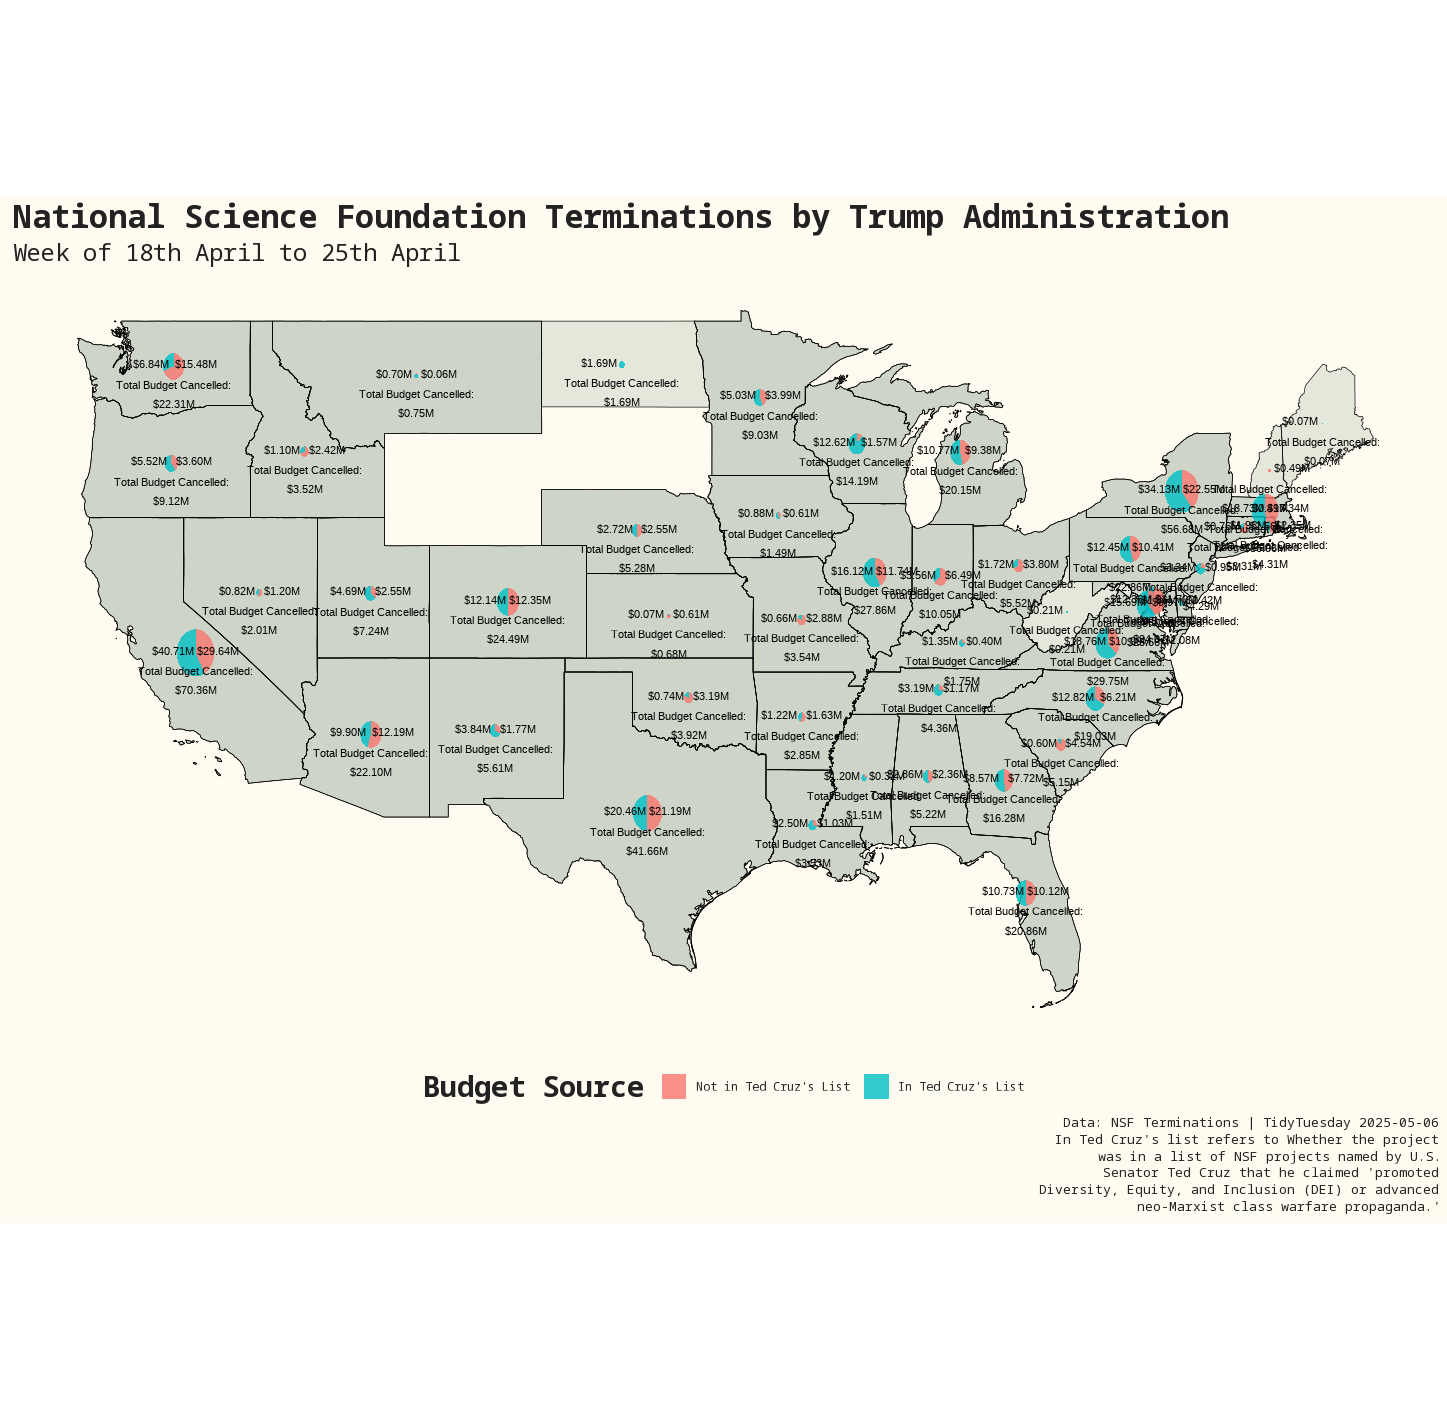 National Science Foundation Terminations by Trump Administration
Week of 18th April to 25th April
$6.84M $15.48M
Total Budget Cancelled:
$22.31M
$0.70M $0.06M
Total Budget Cancelled:
$0.75M
$1.69M
Total Budget Cancelled:
$1.69M
$5.03M $3.99M
Total Budget Cancelled:
$9.03M
$5.52M $3.60M
Total Budget Cancelled:
$9.12M
$1.10M $2.42M
Total Budget Cancelled:
$3.52M
$12.62M $1.57M
Total Budget Cancelled:
$14.19M
$10.77M $9.38M
Total Budget Cancelled:
$20.15M
$0.07M
Total Budget Cancelled:
$0.07M
$0.49M
Total Budget Cancelled:
$34.13M $22.55M
Total Budget Cancelled:
$56.68M
$2.72M $2.55M
Total Budget Cancelled:
$5.28M
$0.88M $0.61M
Total Budget Cancelled:
$1.49M
$12.45M $10.41M
Total Budget Cancelled:
$22.86M
$4.31M
$3.34M $0.95M
Total Budget Cancelled:
$4.29M
$0.82M $1.20M
Total Budget Cancelled:
$2.01M
$4.69M $2.55M
Total Budget Cancelled:
$7.24M
$12.14M $12.35M
Total Budget Cancelled:
$24.49M
$0.07M $0.61M
Total Budget Cancelled:
$0.68M
$0.66M $2.88M
Total Budget Cancelled:
$3.54M
$16.12M $11.74M
Total Budget Cancelled:
$27.86M
$3.56M $6.49M
Total Budget Cancelled:
$10.05M
$1.72M $3.80M
Total Budget Cancelled:
$5.52M
$0.21M
Total Budget Cancelled:
$0.21M
$40.71M $29.64M
Total Budget Cancelled:
$70.36M
$1.35M $0.40M
Total Budget Cancelled:
$1.75M
Total Budget Cancelled:
$29.75M
$9.90M $12.19M
Total Budget Cancelled:
$22.10M
$3.84M $1.77M
Total Budget Cancelled:
$5.61M
$0.74M $3.19M
Total Budget Cancelled:
$3.92M
$1.22M $1.63M
Total Budget Cancelled:
$2.85M
$3.19M $1.17M
Total Budget Cancelled:
$4.36M
$12.82M $6.21M
Total Budget Cancelled:
$19.03M
$0.60M $4.54M
Total Budget Cancelled:
$5.15M
$20.46M $21.19M
Total Budget Cancelled:
$41.66M
$2.50M $1.03M
Total Budget Cancelled:
Total Budget Cancelled:
$1.51M
$2.86M $2.36M
Total Budget Cancelled:
$5.22M
$8.57M $7.72M
Total Budget Cancelled:
$16.28M
$10.73M $10.12M
Total Budget Cancelled:
$20.86M
Budget Source
Not in Ted Cruz's List
In Ted Cruz's List
Data: NSF Terminations | TidyTuesday 2025-05-06
In Ted Cruz's list refers to Whether the project
was in a list of NSF projects named by U.S.
Senator Ted Cruz that he claimed 'promoted
Diversity, Equity, and Inclusion (DEI) or advanced
neo-Marxist class warfare propaganda.'